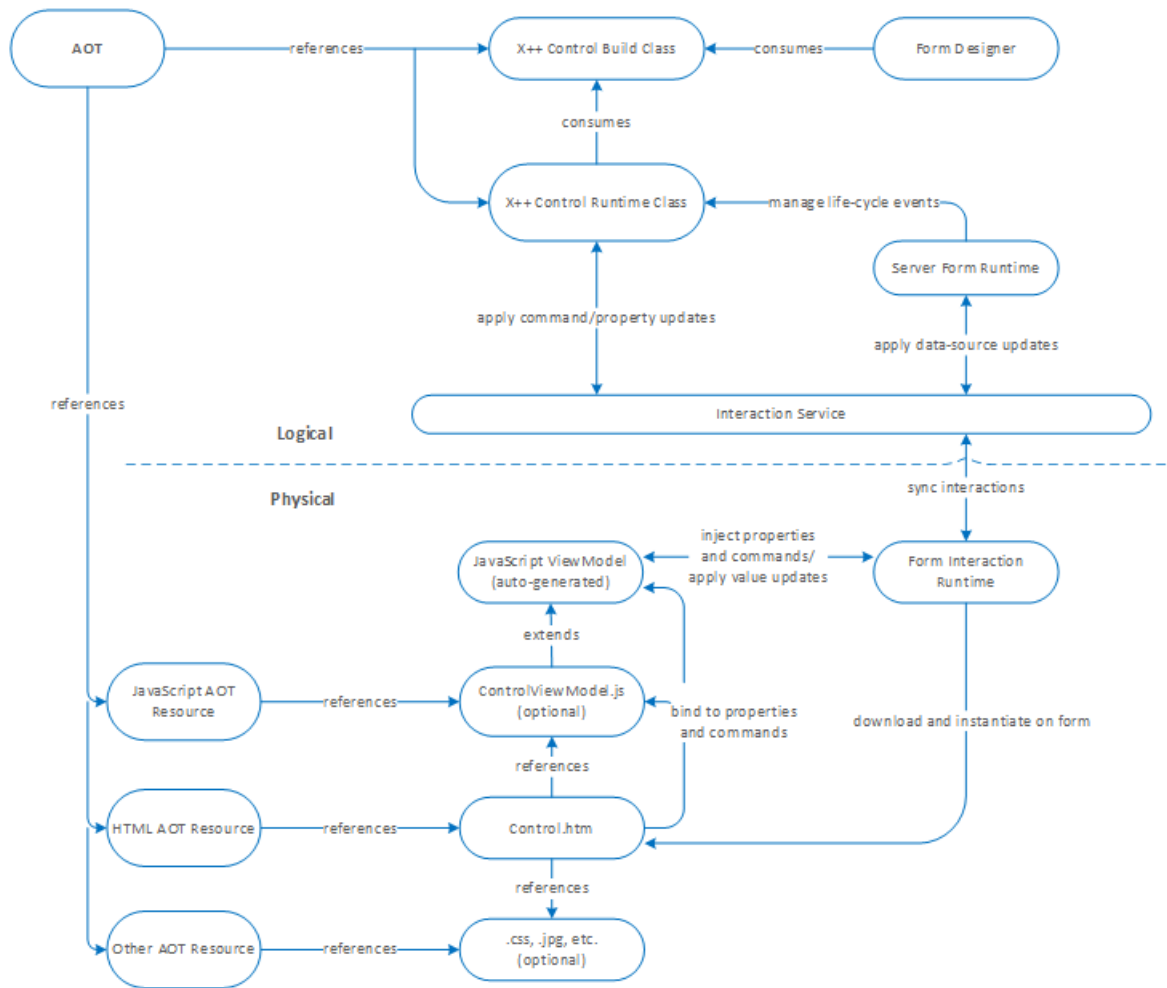 AOT
references
X++ Control Build Class
consumes
Form Designer
consumes
X++ Control Runtime Class
manage life-cycle events
Server Form Runtime
apply command/property updates
apply data-source updates
references
Interaction Service
Logical
Physical
sync interactions
inject properties
and commands/
apply value updates
JavaScript ViewModel
(auto-generated)
Form Interaction
Runtime
extends
JavaScript AOT
Resource
references
ControlViewModel.js
(optional)
bind to properties
and commands
download and instantiate on form
references
HTML AOT Resource
references
Control.htm
references
Other AOT Resource
references
.css, .jpg, etc.
(optional)